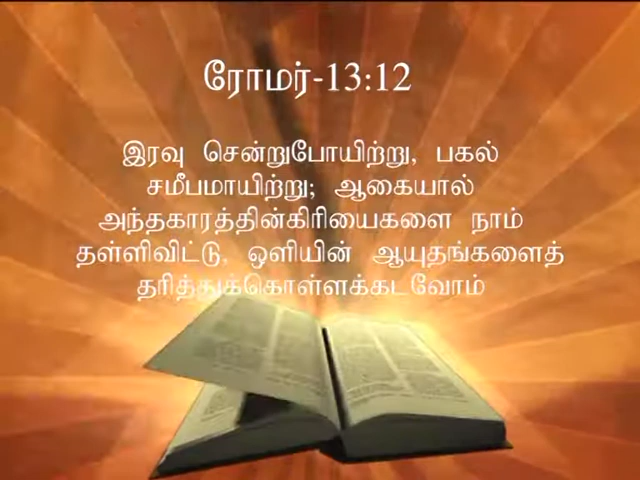 ரோமர்-13:12
இரவு சென்றுபோயிற்று, பகல்
சமீபமாயிற்று; ஆகையால்
அந்தகாரத்தின்கிரியைகளை நாம்
தள்ளிவிட்டு, ஒளியின் ஆயுதங்களைத்
தரித்துக்கொள்ளக்கடவோம்